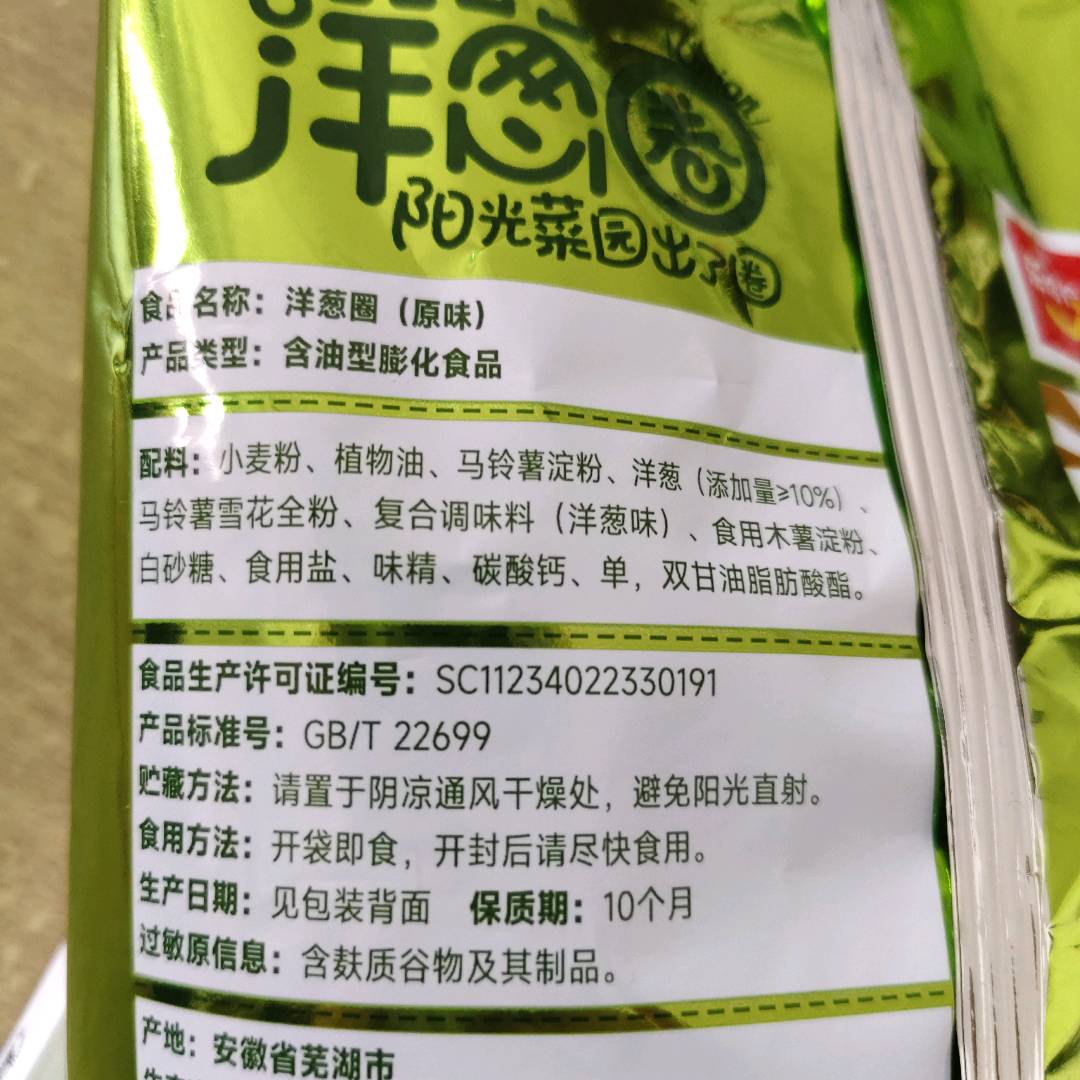 洋葱圈
阳光菜园出了圈
食品名称：洋葱圈（原味）
产品类型：含油型膨化食品
配料：小麦粉、植物油、马铃薯淀粉、洋葱（添加量≥10%）、
马铃薯雪花全粉、复合调味料（洋葱味）、食用木薯淀粉、
白砂糖、食用盐、味精、碳酸钙、单，双甘油脂肪酸酯。
食品生产许可证编号：SC11234022330191
产品标准号：GB/T 22699
贮藏方法：请置于阴凉通风干燥处，避免阳光直射。
食用方法：开袋即食，开封后请尽快食用。
生产日期：见包装背面 保质期：10个月
过敏原信息：含麸质谷物及其制品。
产地：安徽省芜湖市